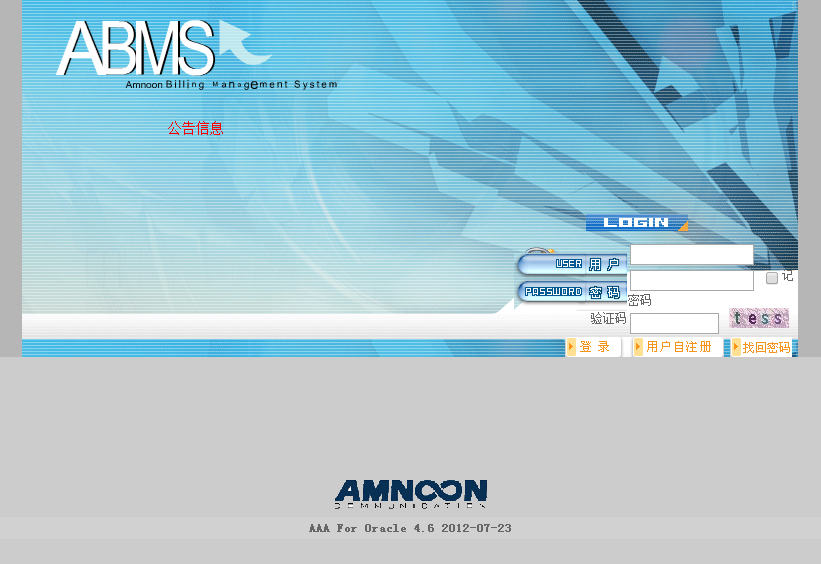 ABMS
Amnoon Billing Management System
公告信息
LOGIN
USER 用户
PASSWORD 密码
记
密码
验证码
tess
登 录
用户自注册
找回密码
AMNOON
COMMUNICATION
AAA For Oracle 4.6 2012-07-23